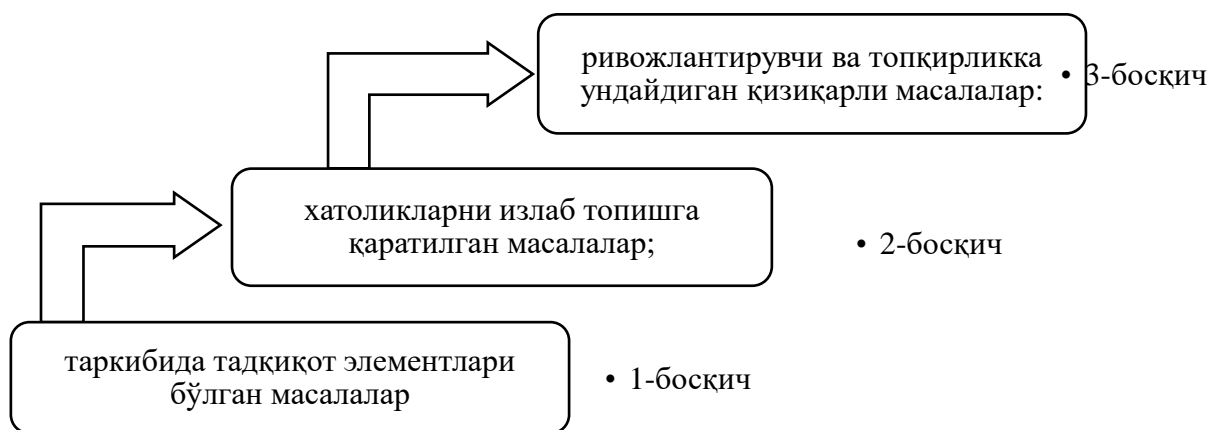 ривожлантирувчи ва топқирликка
ундайдиган қизиқарли масалалар:
• 3-босқич
хатоликларни излаб топишга
қаратилган масалалар;
• 2-босқич
таркибида тадқиқот элементлари
бўлган масалалар
• 1-босқич